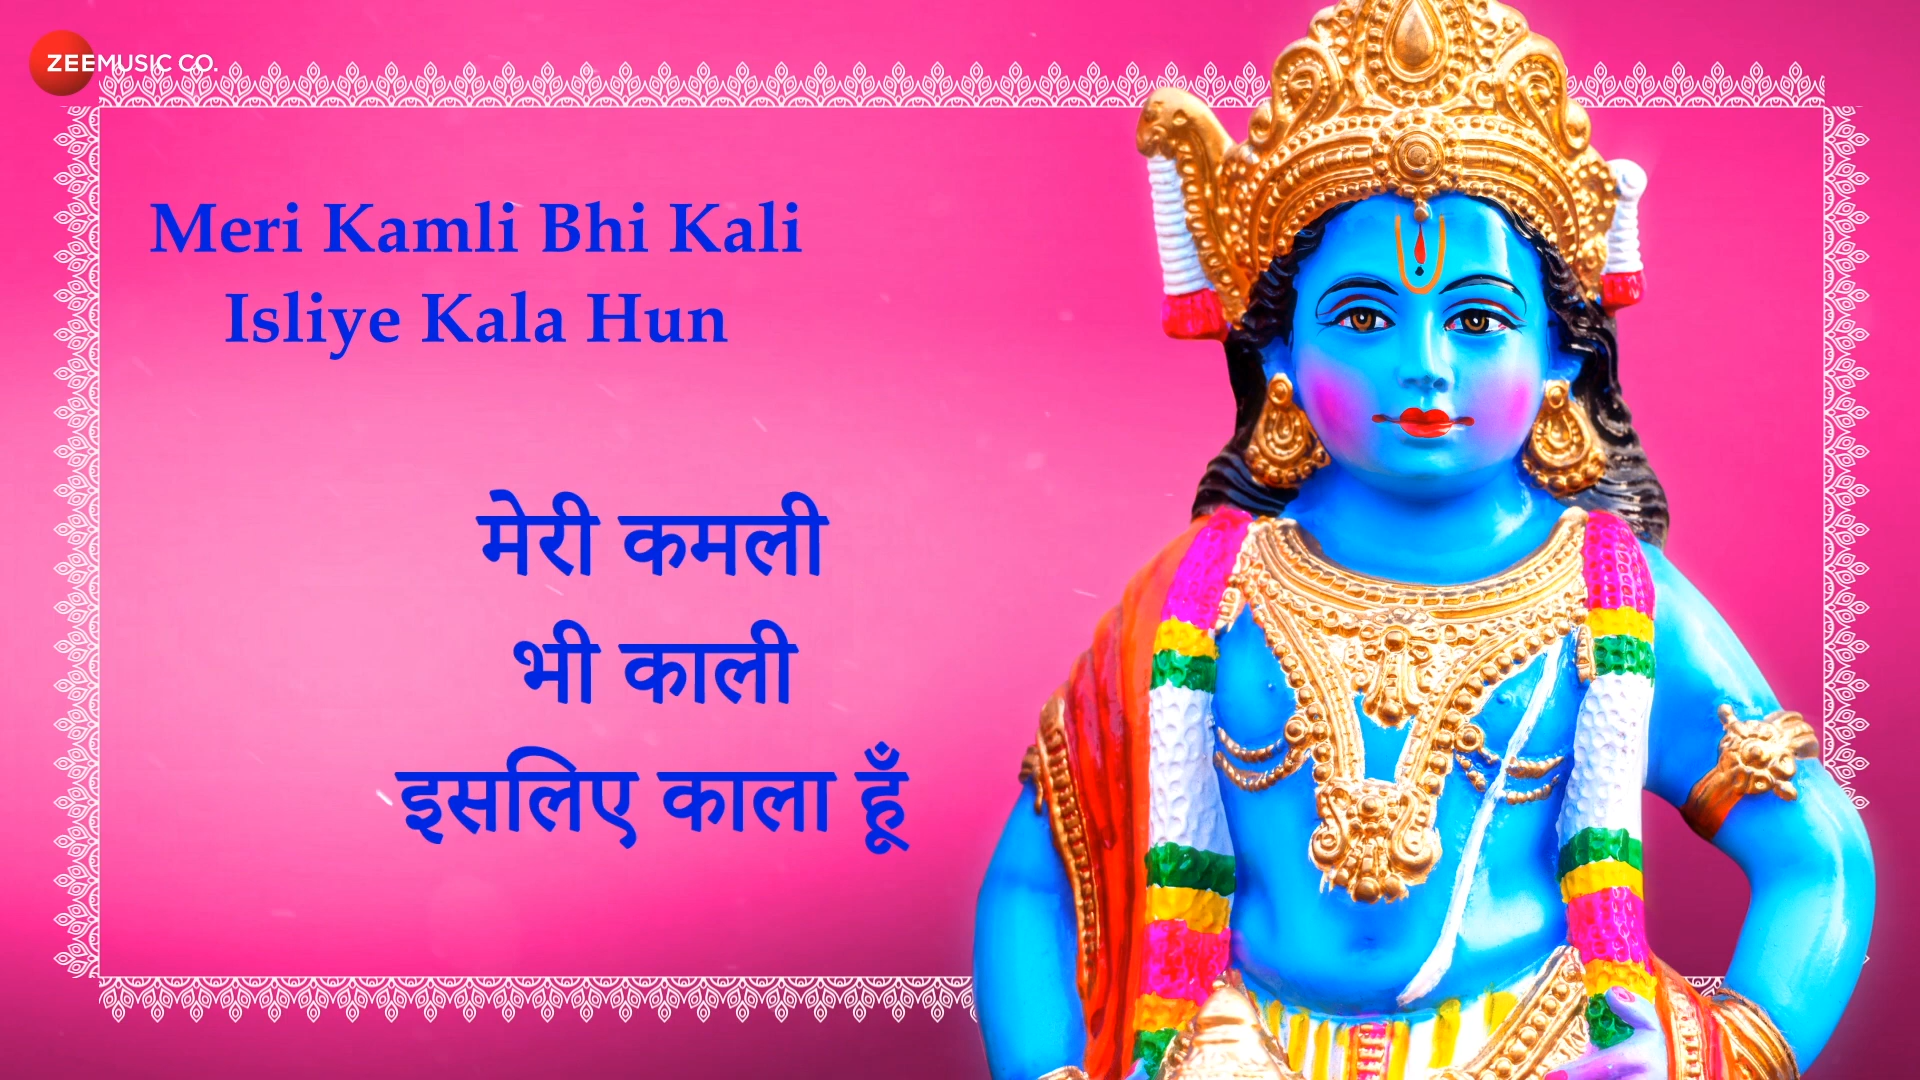 ZEEMUSIC CO.
Meri Kamli Bhi Kali
Isliye Kala Hun
मेरी कमली
भी काली
इसलिए काला हूँ